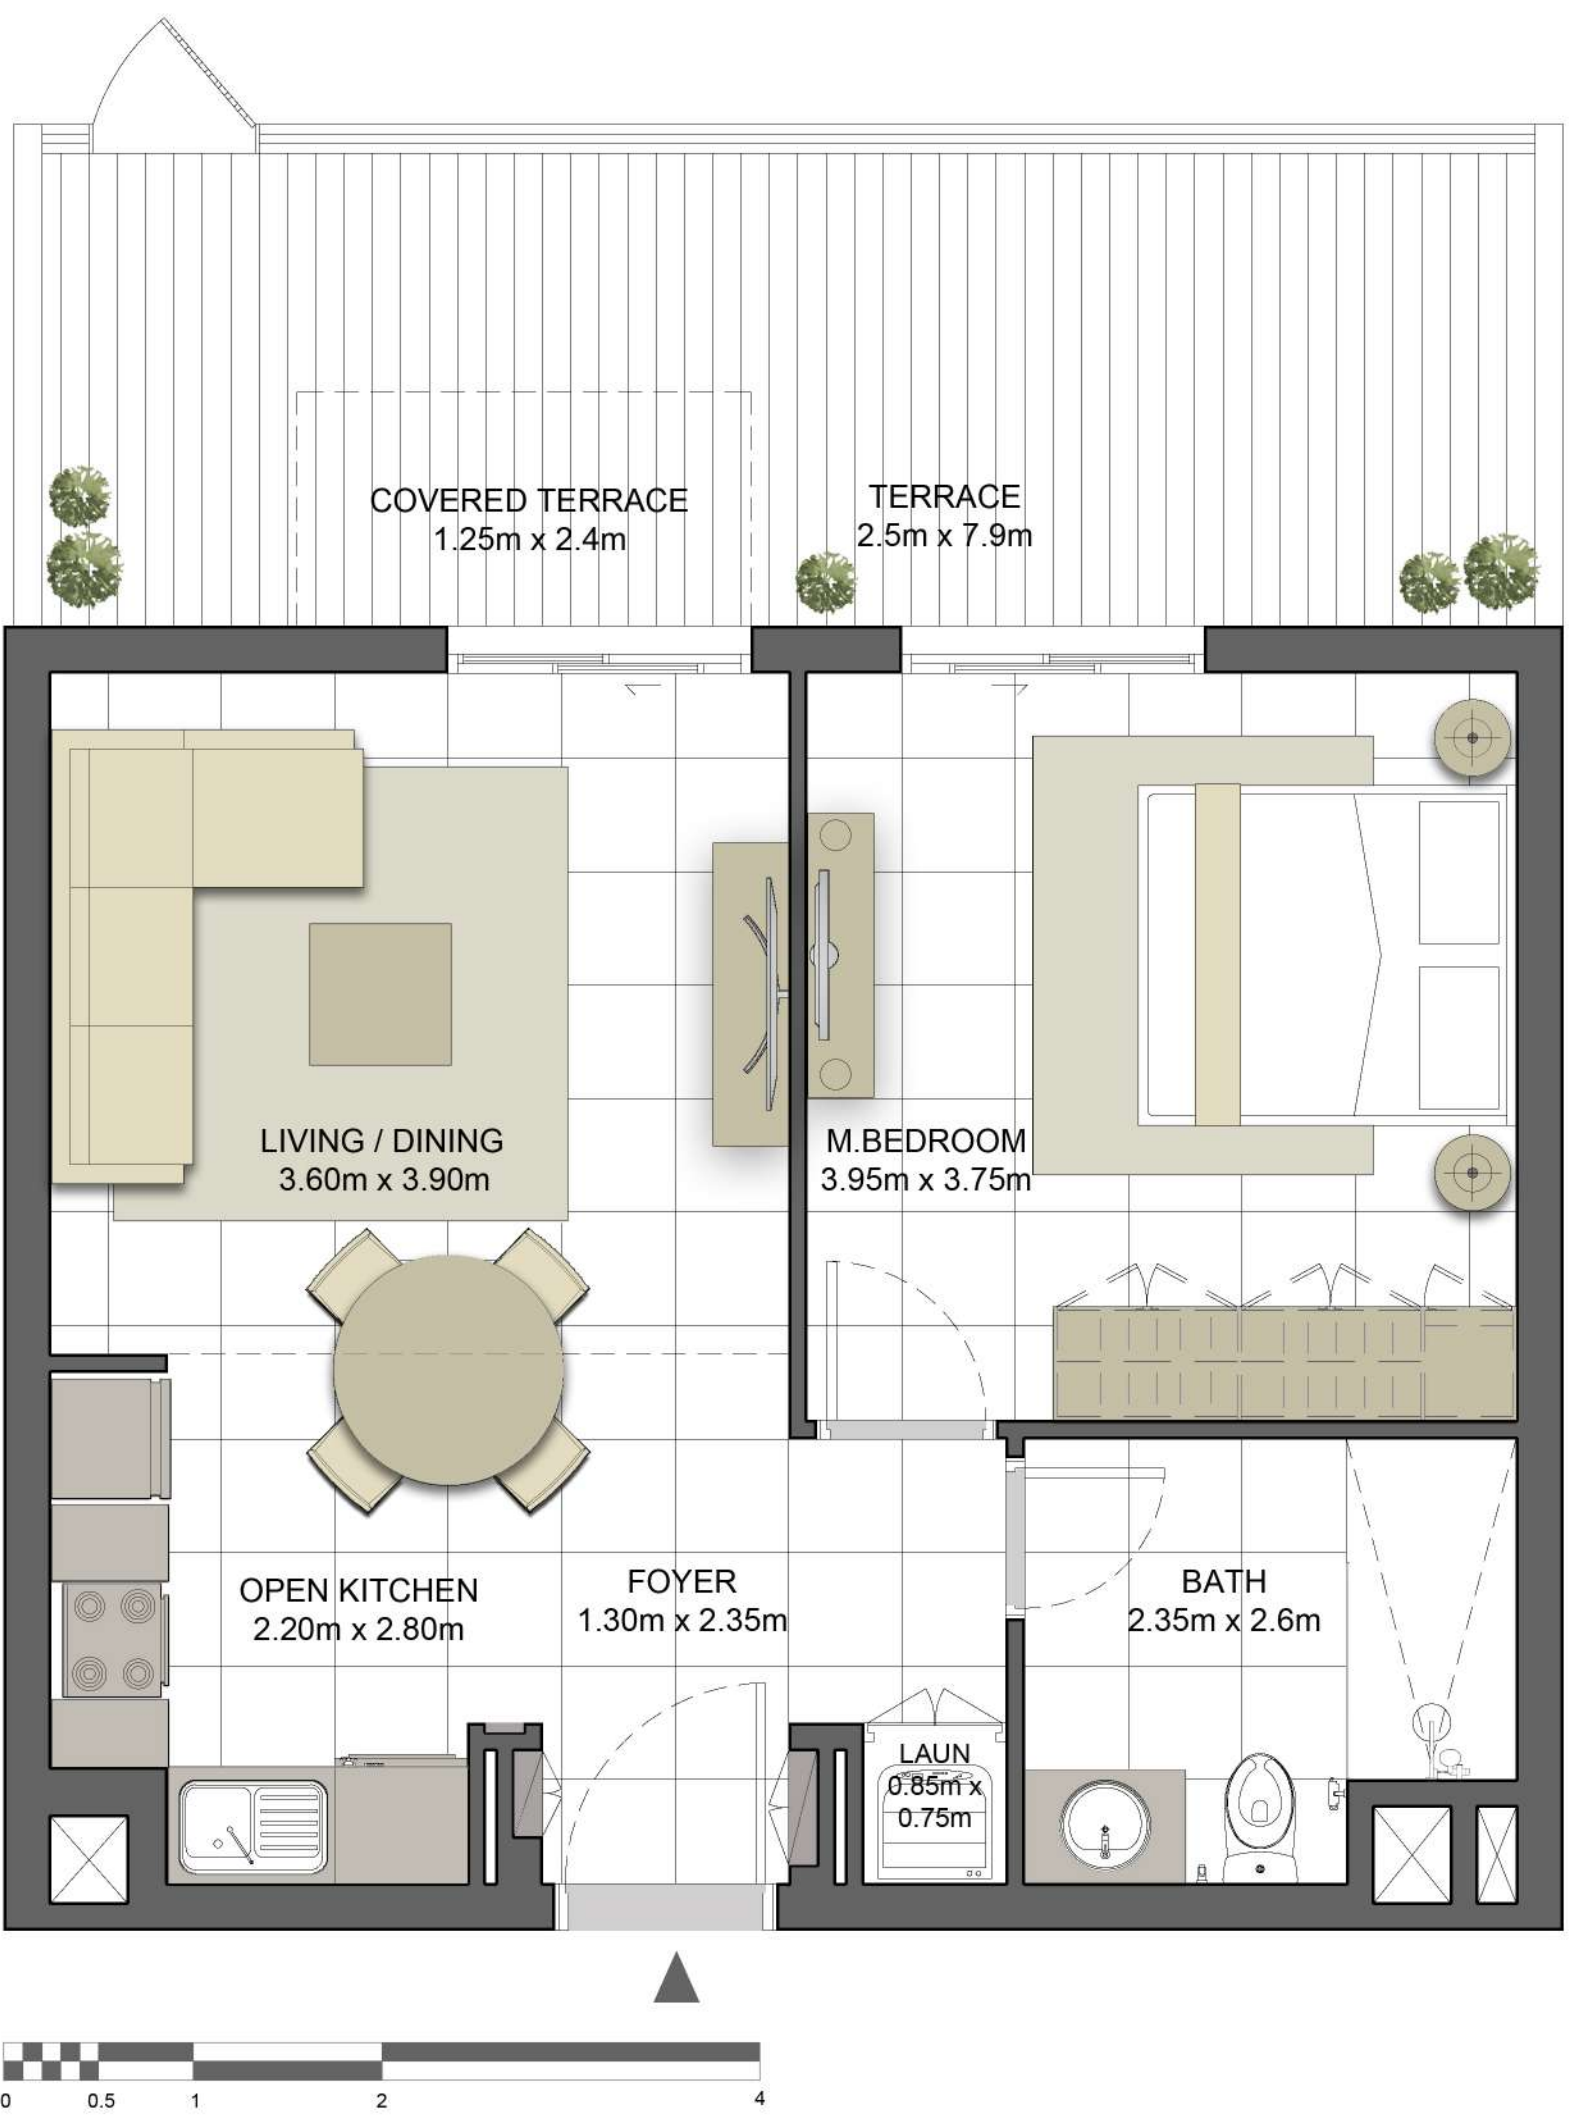 COVERED TERRACE
1.25m x 2.4m
TERRACE
2.5m x 7.9m
LIVING / DINING
3.60m x 3.90m
M.BEDROOM
3.95m x 3.75m
OPEN KITCHEN
2.20m x 2.80m
FOYER
1.30m x 2.35m
BATH
2.35m x 2.6m
LAUN
0.85m x
0.75m
0 0.5 1 2 4